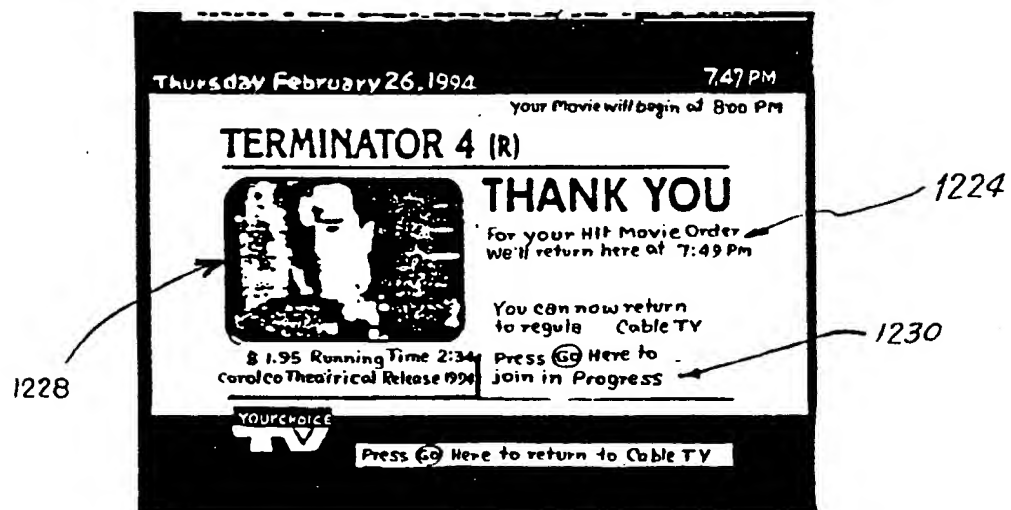 Thursday February 26, 1994 7:47 PM
Your Movie will begin at 8:00 PM
TERMINATOR 4 (R)
THANK YOU
For your Hit Movie Order
We'll return here at 7:49 Pm
1224
You can now return
to regula Cable TV
Press Go Here to
join in Progress
1230
1228
$ 1.95 Running Time 2:34
Carolco Theatrical Release 1994
YOUR CHOICE
TV
Press Go Here to return to Cable TV